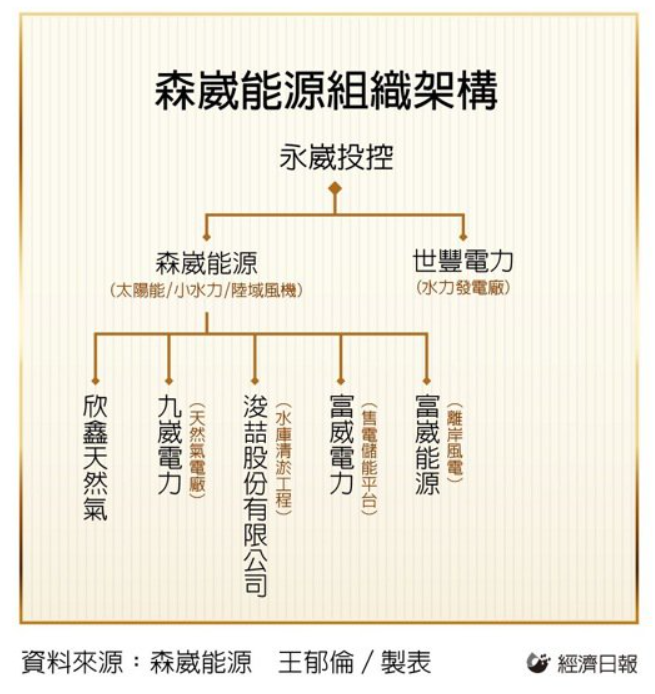 森崴能源組織架構
永崴投控
森崴能源
(太陽能/小水力/陸域風機)
世豐電力
(水力發電廠)
欣鑫天然氣
九崴電力
(天然氣電廠)
浚喆股份有限公司
(水庫清淤工程)
富威電力
(售電儲能平台)
富崴能源
(離岸風電)
資料來源：森崴能源　王郁倫／製表
經濟日報